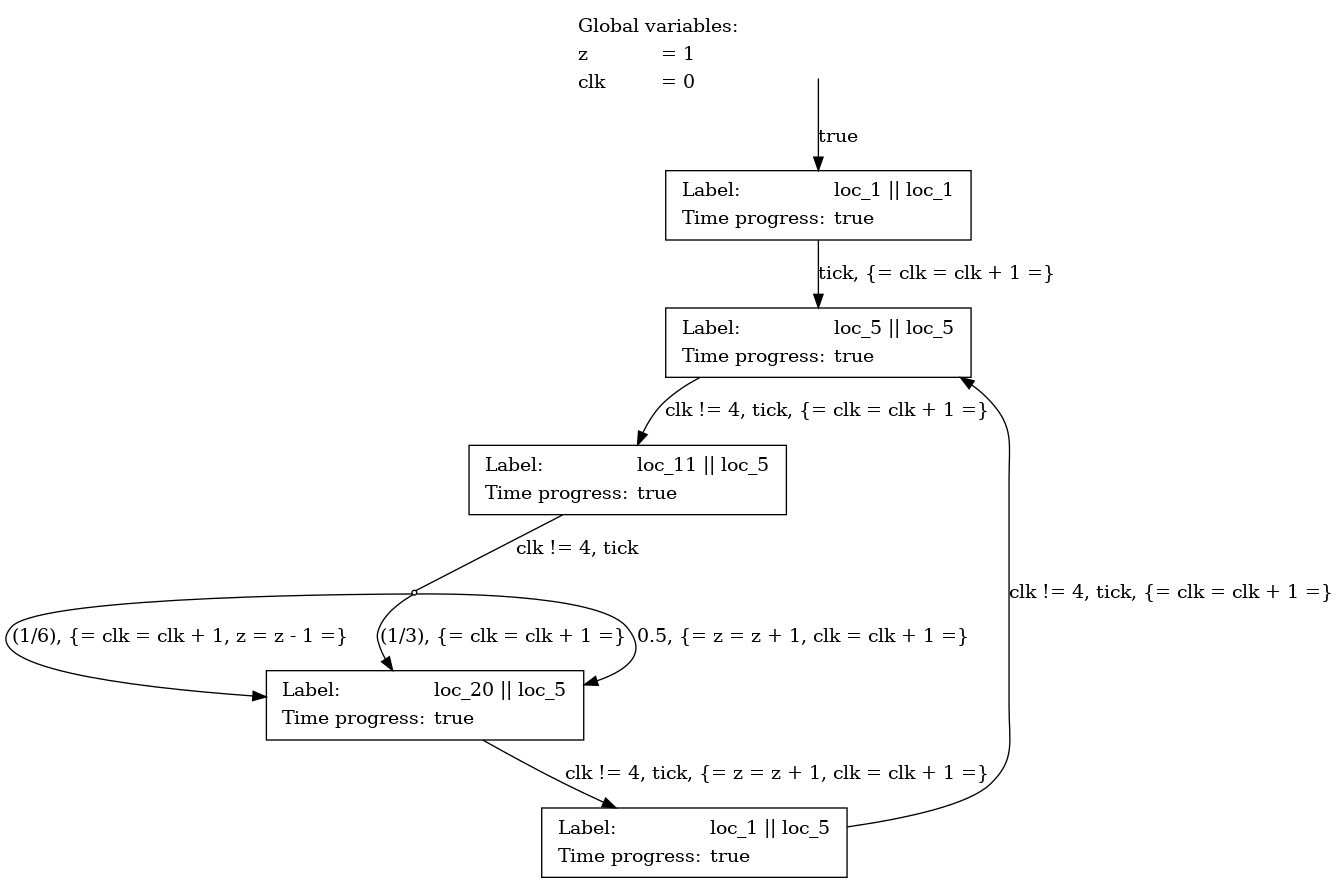 Global variables:
z = 1
clk = 0
true
Label: loc_1 || loc_1
Time progress: true
tick, {= clk = clk + 1 =}
Label: loc_5 || loc_5
Time progress: true
clk != 4, tick, {= clk = clk + 1 =}
Label: loc_11 || loc_5
Time progress: true
clk != 4, tick
clk != 4, tick, {= clk = clk + 1 =}
(1/6), {= clk = clk + 1, z = z - 1 =}
(1/3), {= clk = clk + 1 =}
0.5, {= z = z + 1, clk = clk + 1 =}
Label: loc_20 || loc_5
Time progress: true
clk != 4, tick, {= z = z + 1, clk = clk + 1 =}
Label: loc_1 || loc_5
Time progress: true